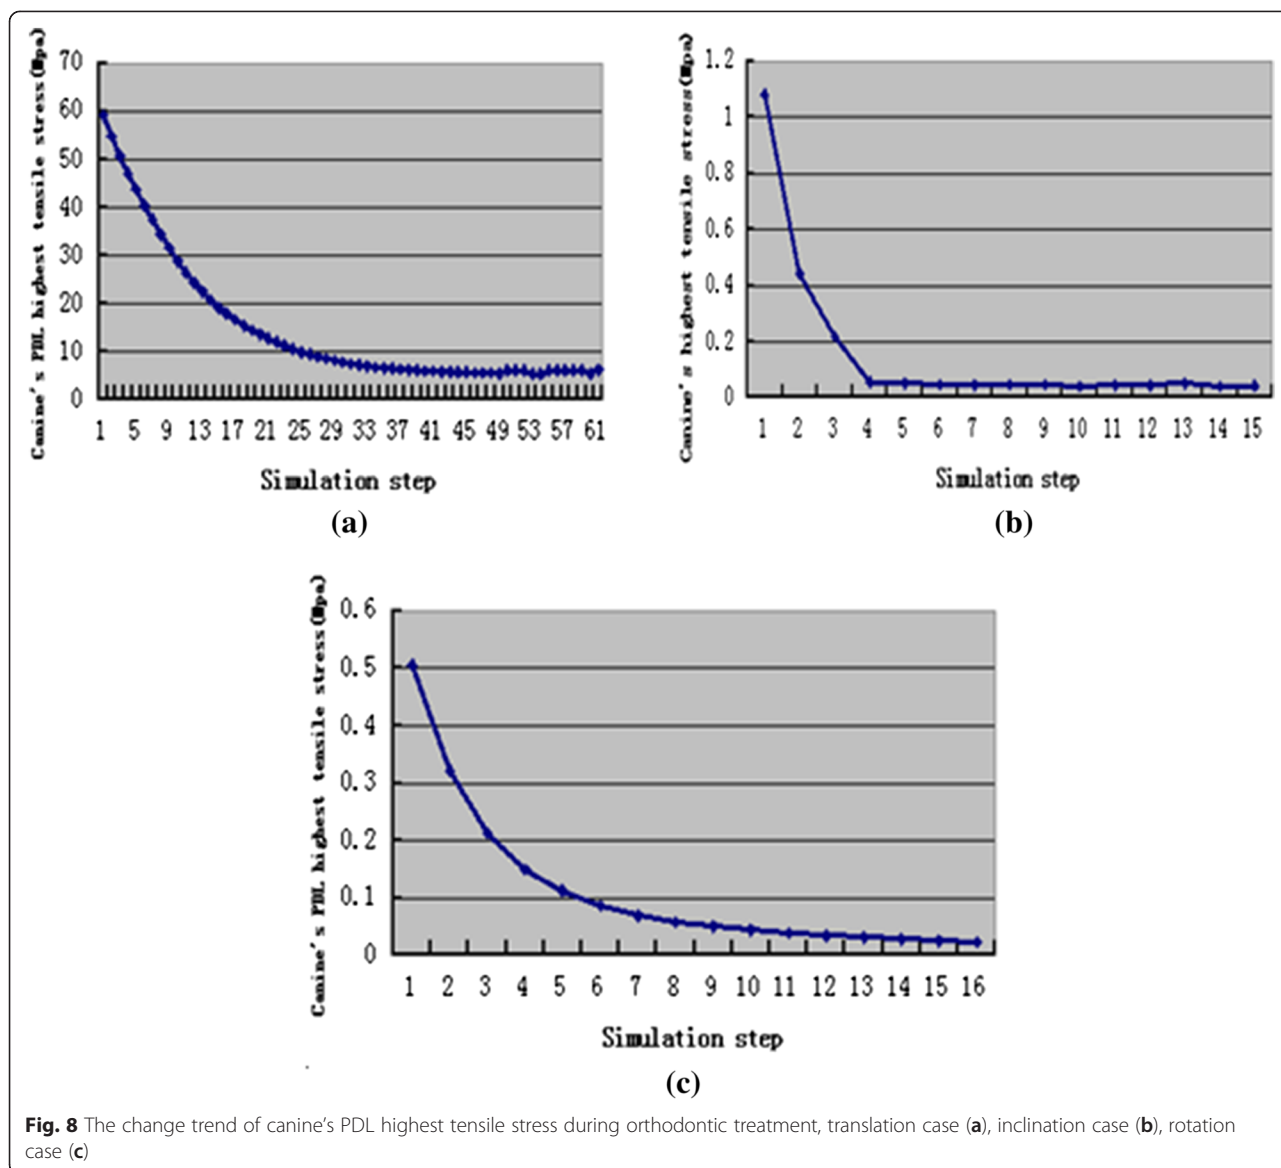 Canine's PDL highest tensile stress(Mpa)
70
60
50
40
30
20
10
0
1 5 9 13 17 21 25 29 33 37 41 45 49 53 57 61
Simulation step
(a)
Canine's highest tensile stress(Mpa)
1.2
1
0.8
0.6
0.4
0.2
0
1 2 3 4 5 6 7 8 9 10 11 12 13 14 15
Simulation step
(b)
Canine's PDL highest tensile stress(Mpa)
0.6
0.5
0.4
0.3
0.2
0.1
0
1 2 3 4 5 6 7 8 9 10 11 12 13 14 15 16
Simulation step
(c)
Fig. 8 The change trend of canine's PDL highest tensile stress during orthodontic treatment, translation case (a), inclination case (b), rotation
case (c)